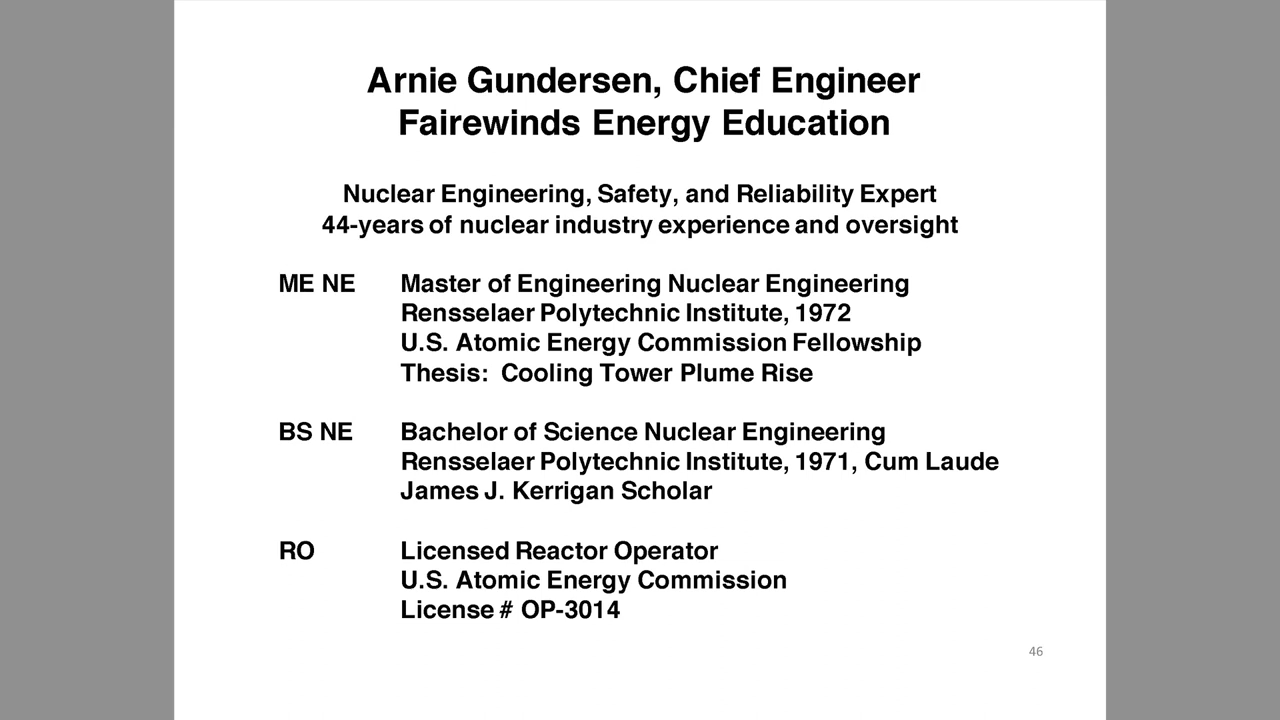 Arnie Gundersen, Chief Engineer
Fairewinds Energy Education
Nuclear Engineering, Safety, and Reliability Expert
44-years of nuclear industry experience and oversight
ME NE Master of Engineering Nuclear Engineering
Rensselaer Polytechnic Institute, 1972
U.S. Atomic Energy Commission Fellowship
Thesis: Cooling Tower Plume Rise
BS NE Bachelor of Science Nuclear Engineering
Rensselaer Polytechnic Institute, 1971, Cum Laude
James J. Kerrigan Scholar
RO Licensed Reactor Operator
U.S. Atomic Energy Commission
License # OP-3014
46